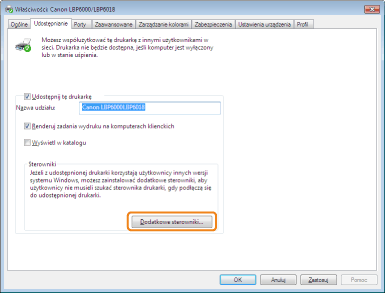 Właściwości Canon LBP6000/LBP6018
Ogólne Udostępnianie Porty Zaawansowane Zarządzanie kolorami Zabezpieczenia Ustawienia urządzenia Profil
Możesz współużytkować tę drukarkę z innymi użytkownikami w
sieci. Drukarka nie będzie dostępna, jeśli komputer jest wyłączony
lub w stanie uśpienia.
Udostępnij tę drukarkę
Nazwa udziału: Canon LBP6000LBP6018
Renderuj zadania wydruku na komputerach klienckich
Wyświetl w katalogu
Sterowniki
Jeżeli z udostępnionej drukarki korzystają użytkownicy innych wersji
systemu Windows, możesz zainstalować dodatkowe sterowniki, aby
użytkownicy nie musieli szukać sterownika drukarki, gdy podłączą się
do udostępnionej drukarki.
Dodatkowe sterowniki...
OK Anuluj Zastosuj Pomoc